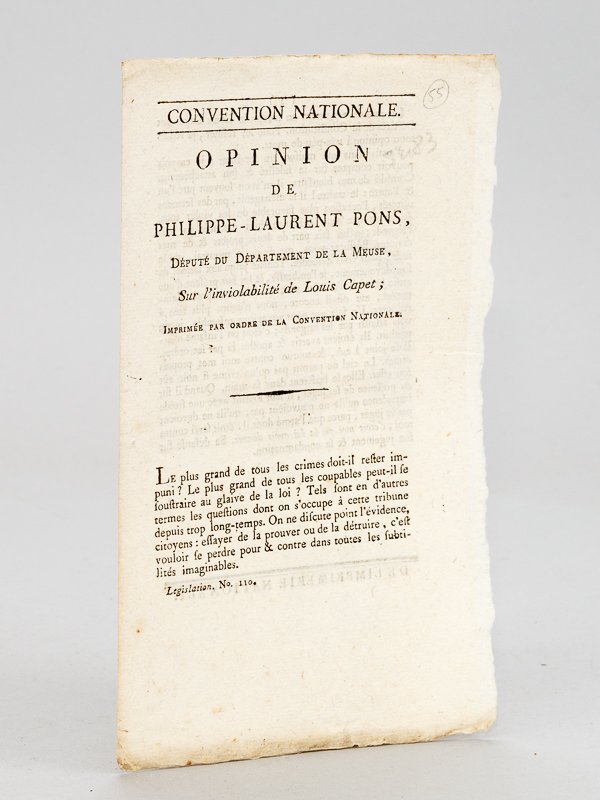 55
CONVENTION NATIONALE.
OPINION
DE
PHILIPPE-LAURENT PONS,
DÉPUTÉ DU DÉPARTEMENT DE LA MEUSE,
Sur l'inviolabilité de Louis Capet ;
IMPRIMÉE PAR ORDRE DE LA CONVENTION NATIONALE.
LE plus grand de tous les crimes doit-il reſter im-
puni ? Le plus grand de tous les coupables peut-il ſe
ſouſtraire au glaive de la loi ? Tels ſont en d'autres
termes les queſtions dont on s'occupe à cette tribune
depuis trop long-temps. On ne diſcute point l'évidence,
citoyens : eſſayer de la prouver ou de la détruire, c'eſt
vouloir ſe perdre pour & contre dans toutes les ſubti-
lités imaginables.
Legiſlation. No. 110.